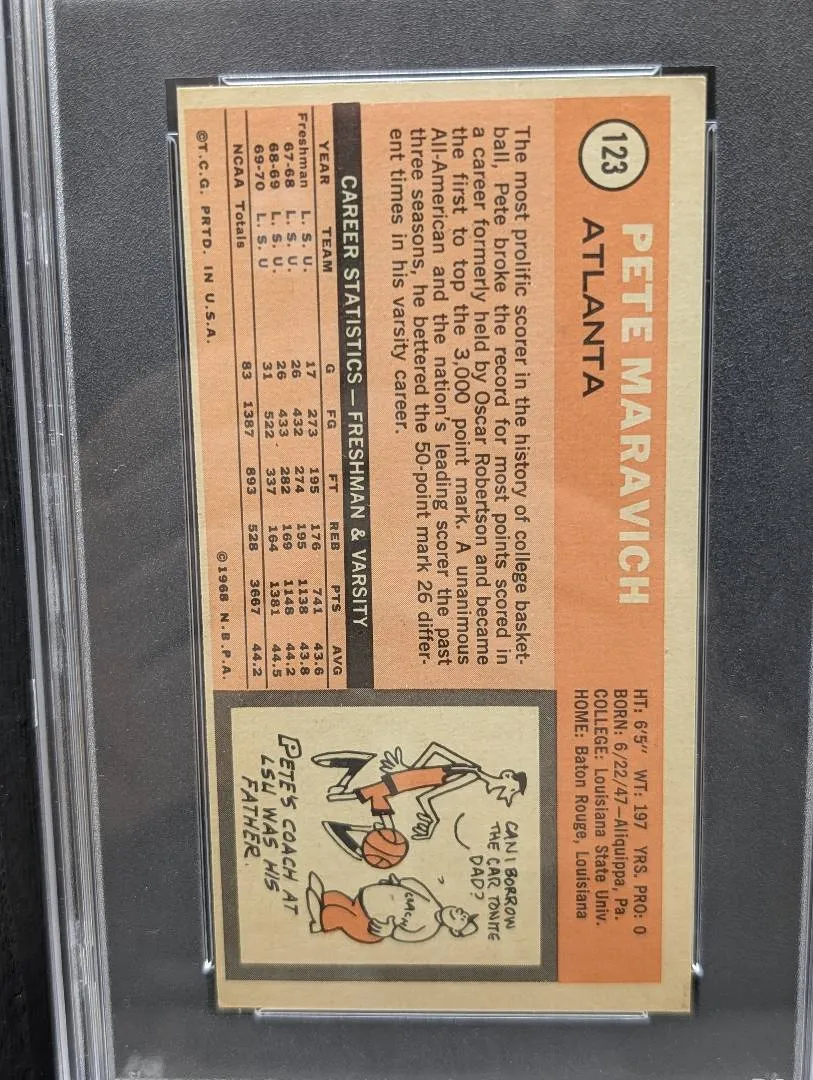 123
PETE MARAVICH
ATLANTA
HT: 6'5" WT: 197 YRS. PRO: 0
BORN: 6/22/47—Aliquippa, Pa.
COLLEGE: Louisiana State Univ.
HOME: Baton Rouge, Louisiana
The most prolific scorer in the history of college basket-
ball, Pete broke the record for most points scored in
a career formerly held by Oscar Robertson and became
the first to top the 3,000 point mark. A unanimous
All-American and the nation's leading scorer the past
three seasons, he bettered the 50-point mark 26 differ-
ent times in his varsity career.
CAREER STATISTICS — FRESHMAN & VARSITY
YEAR TEAM G FG FT REB PTS AVG
Freshman L. S. U. 17 273 195 176 741 43.6
67-68 L. S. U. 26 432 274 195 1138 43.8
68-69 L. S. U. 26 433 282 169 1148 44.2
69-70 L. S. U 31 522 337 164 1381 44.5
NCAA Totals 83 1387 893 528 3667 44.2
©T.C.G. PRTD. IN U.S.A. ©1968 N.B.P.A.
CAN I BORROW
THE CAR TONITE
DAD?
COACH
PETE'S COACH AT
LSU WAS HIS
FATHER.